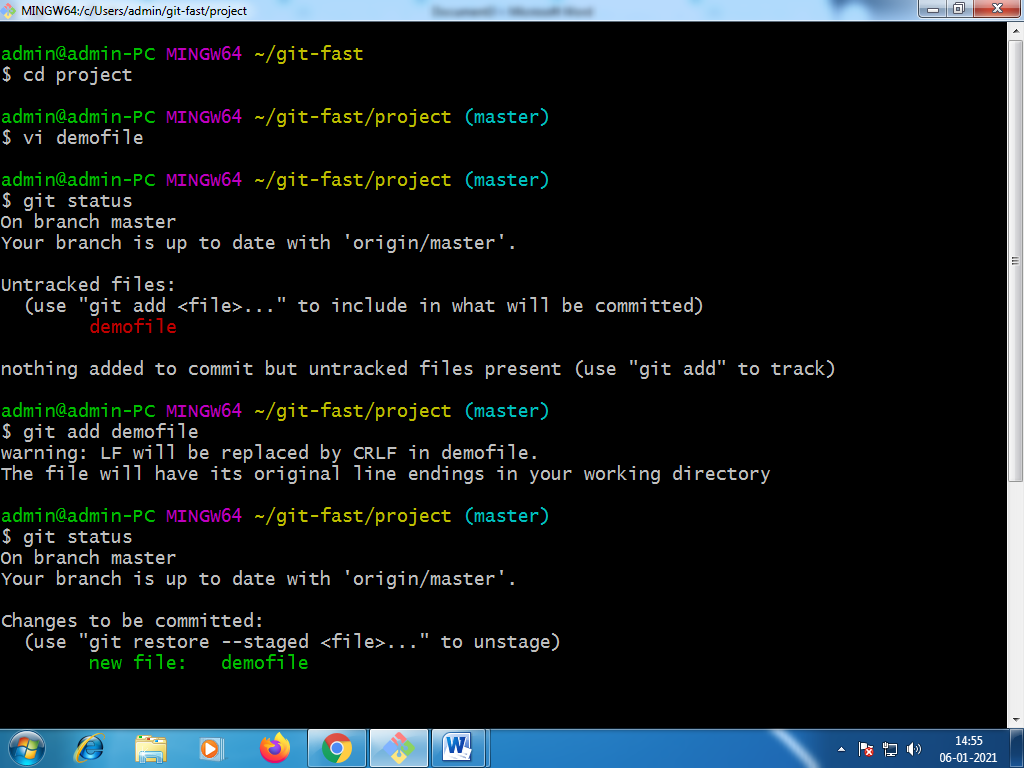 MINGW64:/c/Users/admin/git-fast/project
admin@admin-PC MINGW64 ~/git-fast
$ cd project
admin@admin-PC MINGW64 ~/git-fast/project (master)
$ vi demofile
admin@admin-PC MINGW64 ~/git-fast/project (master)
$ git status
On branch master
Your branch is up to date with 'origin/master'.
Untracked files:
(use "git add <file>..." to include in what will be committed)
demofile
nothing added to commit but untracked files present (use "git add" to track)
admin@admin-PC MINGW64 ~/git-fast/project (master)
$ git add demofile
warning: LF will be replaced by CRLF in demofile.
The file will have its original line endings in your working directory
admin@admin-PC MINGW64 ~/git-fast/project (master)
$ git status
On branch master
Your branch is up to date with 'origin/master'.
Changes to be committed:
(use "git restore --staged <file>..." to unstage)
new file: demofile
14:55
06-01-2021